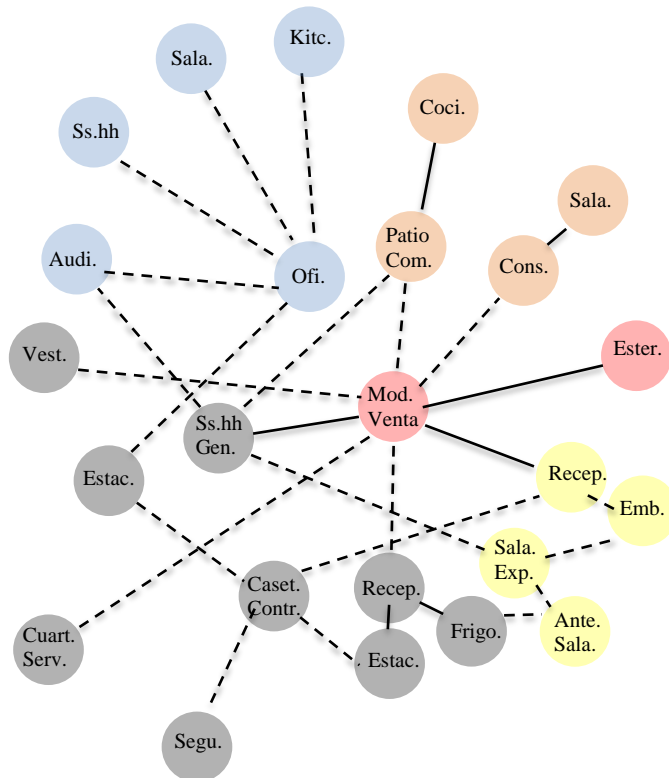 Kitc.
Sala.
Coci.
Ss.hh
Sala.
Patio
Com.
Audi.
Cons.
Ofi.
Vest.
Ester.
Mod.
Venta
Ss.hh
Gen.
Estac.
Recep.
Emb.
Sala.
Exp.
Caset.
Contr.
Recep.
Cuart.
Serv.
Frigo.
Ante.
Sala.
Estac.
Segu.